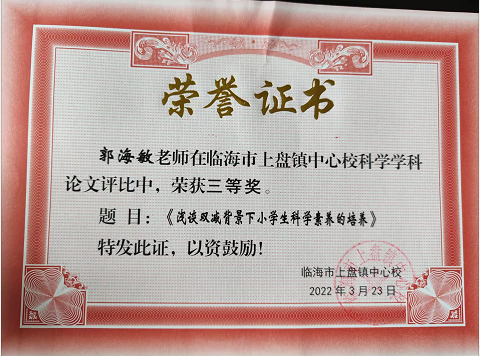 荣誉证书
郭海敏老师在临海市上盘镇中心校科学学科
论文评比中，荣获三等奖。
题 目：《浅谈双减背景下小学生科学素养的培养》
特发此证，以资鼓励！
临海市上盘镇中心校
2022年3月23日